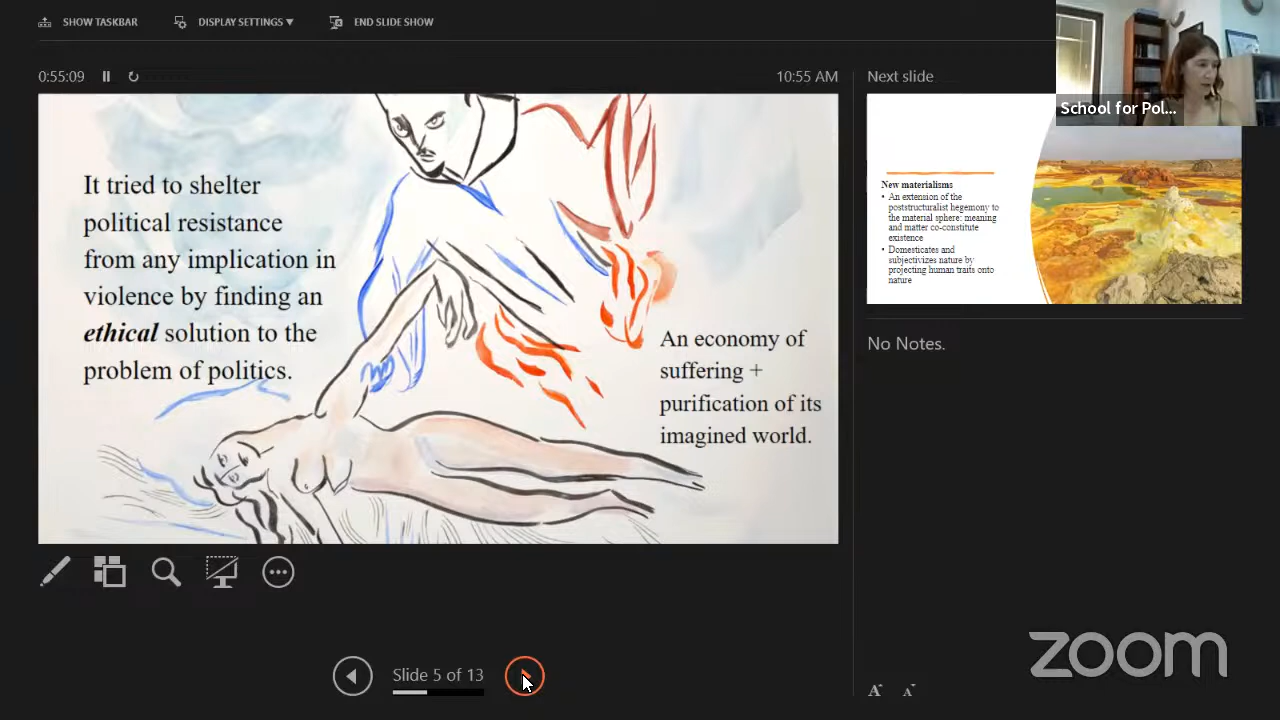 SHOW TASKBAR
DISPLAY SETTINGS ▼
END SLIDE SHOW
0:55:09
10:55 AM
Next slide
School for Pol...
It tried to shelter
political resistance
from any implication in
violence by finding an
ethical solution to the
problem of politics.
An economy of
suffering +
purification of its
imagined world.
New materialisms
• An extension of the
poststructuralist hegemony to
the material sphere: meaning
and matter co-constitute
existence
• Domesticates and
subjectivizes nature by
projecting human traits onto
nature
No Notes.
Slide 5 of 13
A A
zoom